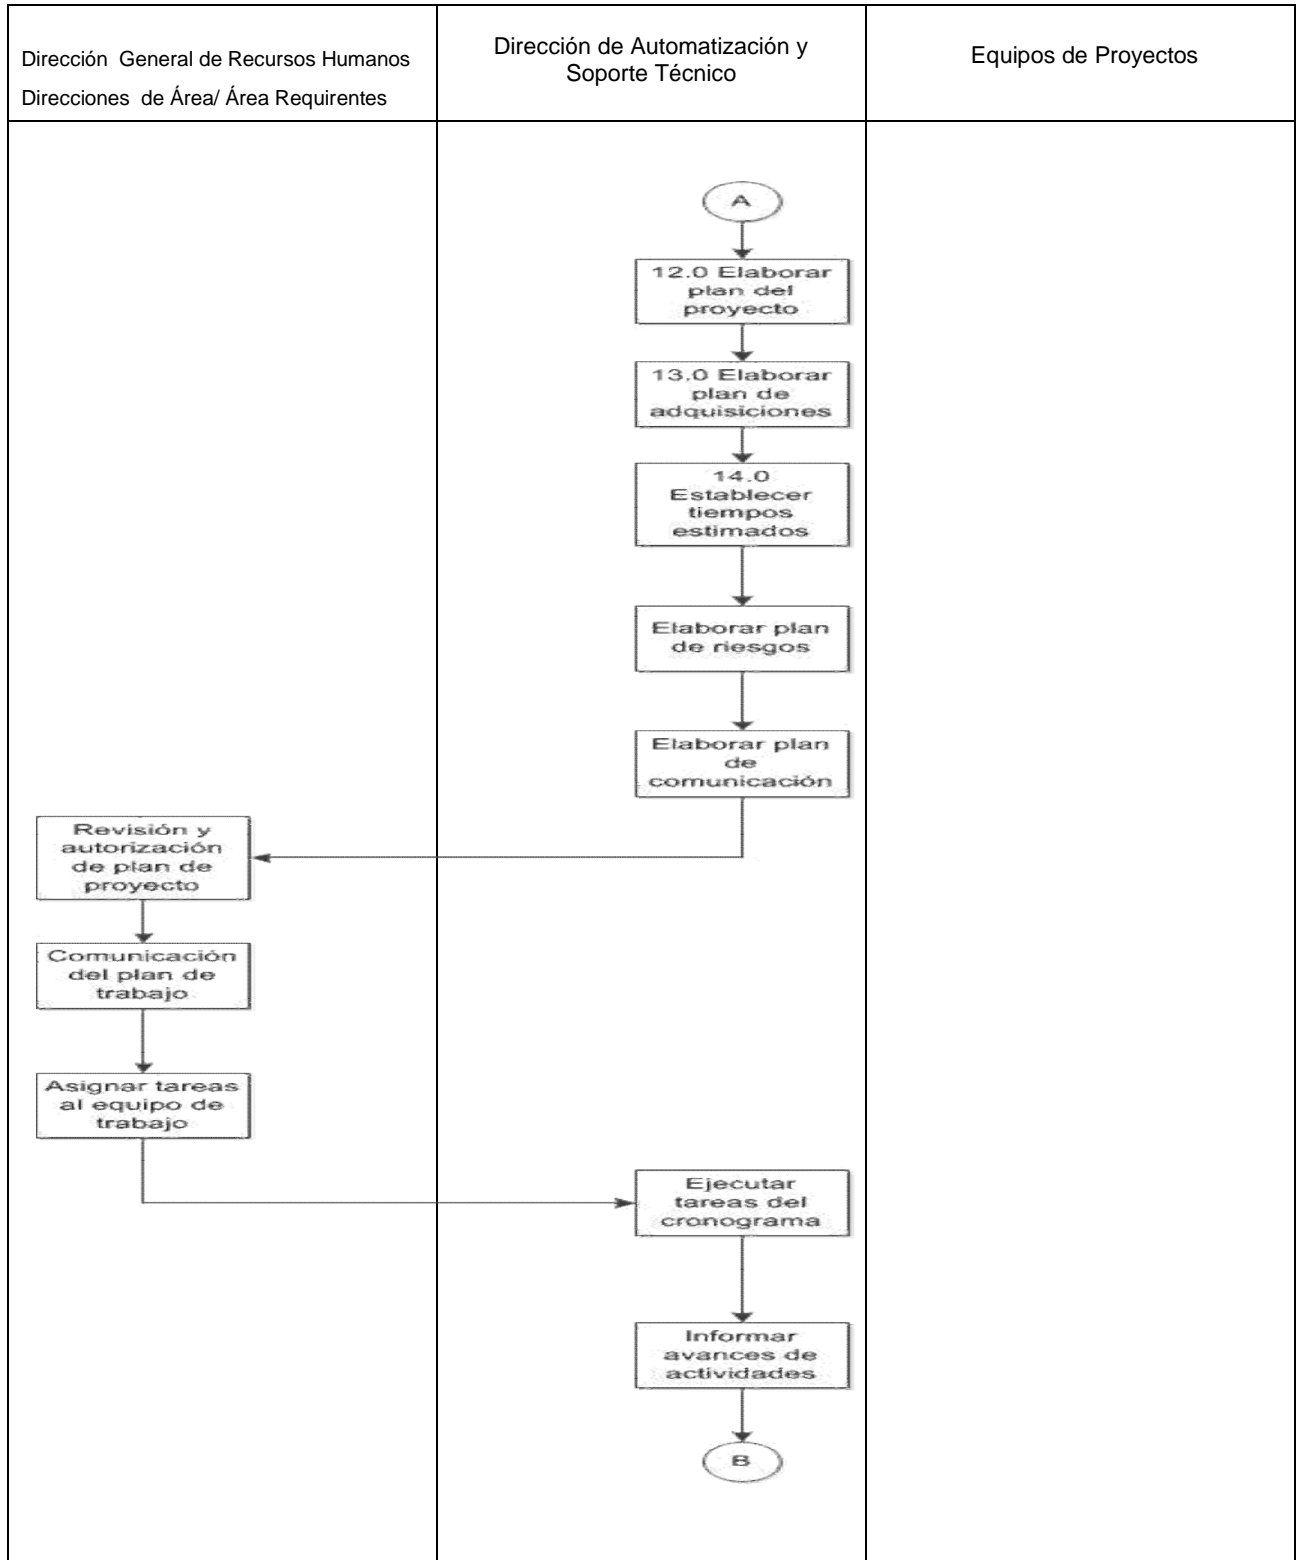 Dirección General de Recursos Humanos
Direcciones de Área/ Área Requirentes
Dirección de Automatización y
Soporte Técnico
Equipos de Proyectos
A
12.0 Elaborar
plan del
proyecto
13.0 Elaborar
plan de
adquisiciones
14.0
Establecer
tiempos
estimados
Elaborar plan
de riesgos
Elaborar plan
de
comunicación
Revisión y
autorización
de plan de
proyecto
Comunicación
del plan de
trabajo
Asignar tareas
al equipo de
trabajo
Ejecutar
tareas del
cronograma
Informar
avances de
actividades
B